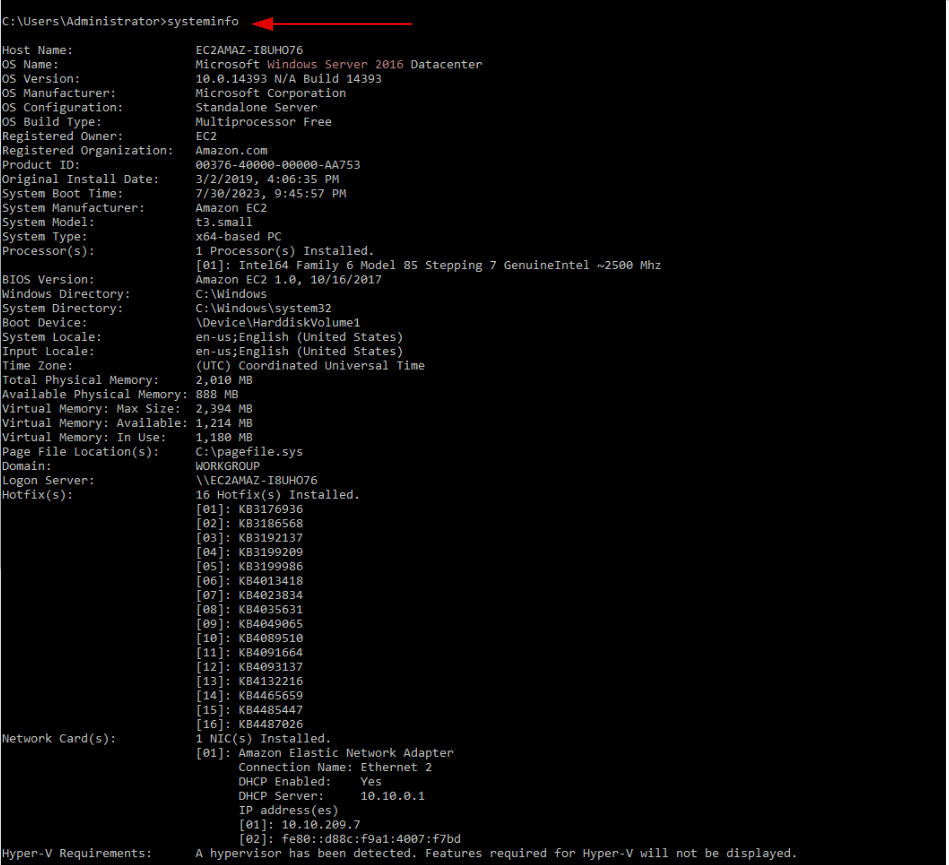 C:\Users\Administrator>systeminfo
Host Name: EC2AMAZ-I8UHO76
OS Name: Microsoft Windows Server 2016 Datacenter
OS Version: 10.0.14393 N/A Build 14393
OS Manufacturer: Microsoft Corporation
OS Configuration: Standalone Server
OS Build Type: Multiprocessor Free
Registered Owner: EC2
Registered Organization: Amazon.com
Product ID: 00376-40000-00000-AA753
Original Install Date: 3/2/2019, 4:06:35 PM
System Boot Time: 7/30/2023, 9:45:57 PM
System Manufacturer: Amazon EC2
System Model: t3.small
System Type: x64-based PC
Processor(s): 1 Processor(s) Installed.
[01]: Intel64 Family 6 Model 85 Stepping 7 GenuineIntel ~2500 Mhz
BIOS Version: Amazon EC2 1.0, 10/16/2017
Windows Directory: C:\Windows
System Directory: C:\Windows\system32
Boot Device: \Device\HarddiskVolume1
System Locale: en-us;English (United States)
Input Locale: en-us;English (United States)
Time Zone: (UTC) Coordinated Universal Time
Total Physical Memory: 2,010 MB
Available Physical Memory: 888 MB
Virtual Memory: Max Size: 2,394 MB
Virtual Memory: Available: 1,214 MB
Virtual Memory: In Use: 1,180 MB
Page File Location(s): C:\pagefile.sys
Domain: WORKGROUP
Logon Server: \\EC2AMAZ-I8UHO76
Hotfix(s): 16 Hotfix(s) Installed.
[01]: KB3176936
[02]: KB3186568
[03]: KB3192137
[04]: KB3199209
[05]: KB3199986
[06]: KB4013418
[07]: KB4023834
[08]: KB4035631
[09]: KB4049065
[10]: KB4089510
[11]: KB4091664
[12]: KB4093137
[13]: KB4132216
[14]: KB4465659
[15]: KB4485447
[16]: KB4487026
Network Card(s): 1 NIC(s) Installed.
[01]: Amazon Elastic Network Adapter
Connection Name: Ethernet 2
DHCP Enabled: Yes
DHCP Server: 10.10.0.1
IP address(es)
[01]: 10.10.209.7
[02]: fe80::d88c:f9a1:4007:f7bd
Hyper-V Requirements: A hypervisor has been detected. Features required for Hyper-V will not be displayed.